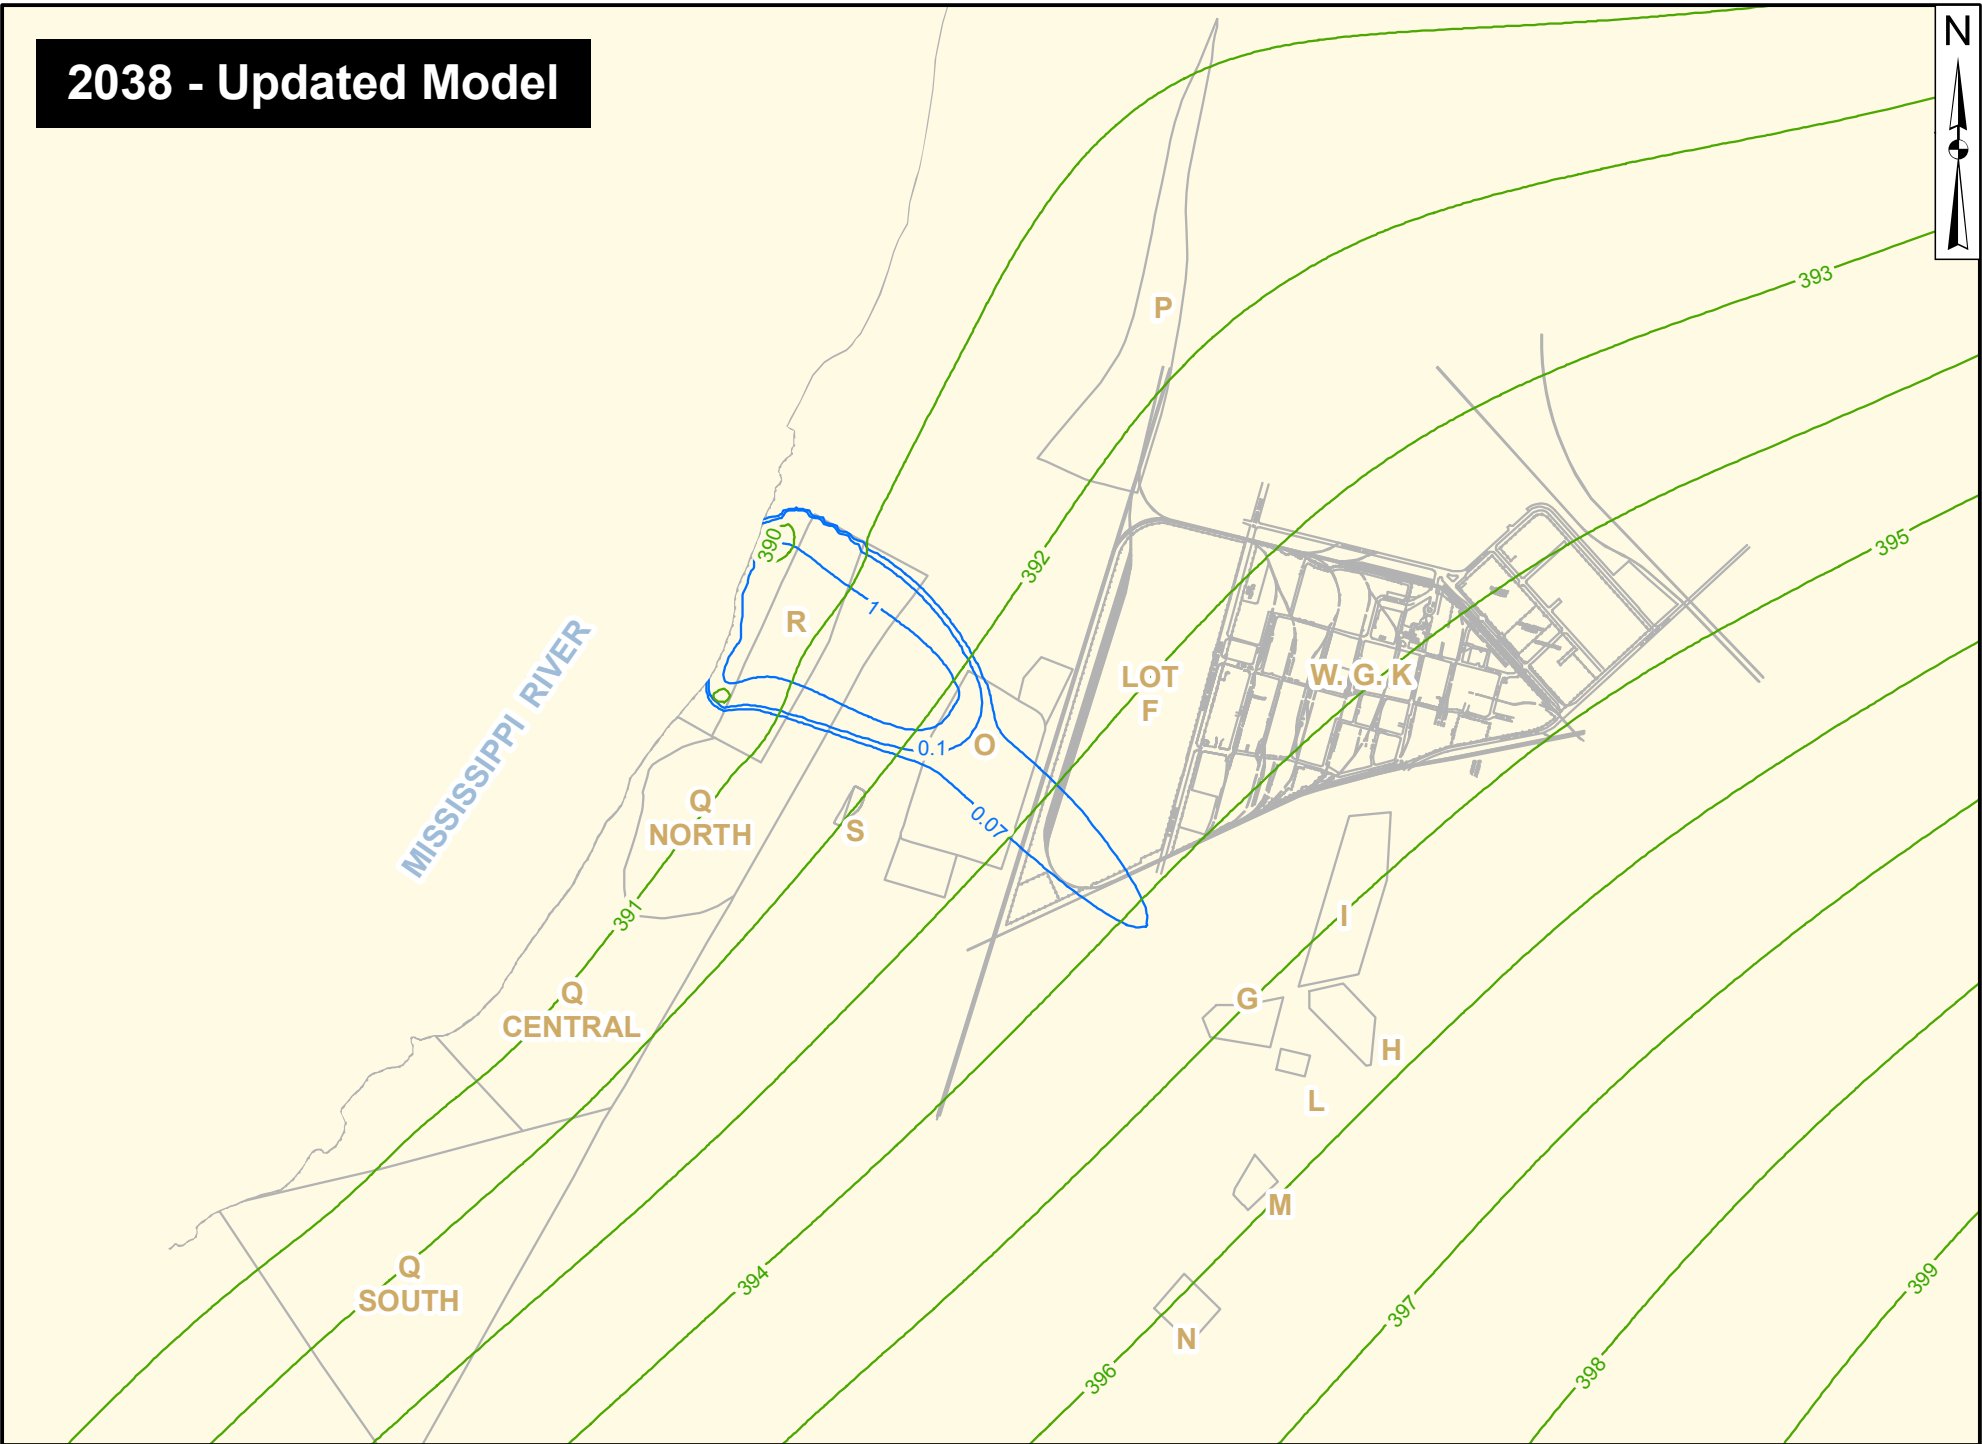 2038 - Updated Model
N
393
P
395
390
392
1
R
MISSISSIPPI RIVER
LOT
F
W. G. K
0.1
O
Q
NORTH
S
0.07
391
I
Q
CENTRAL
G
H
L
M
Q
SOUTH
394
399
397
N
396
398